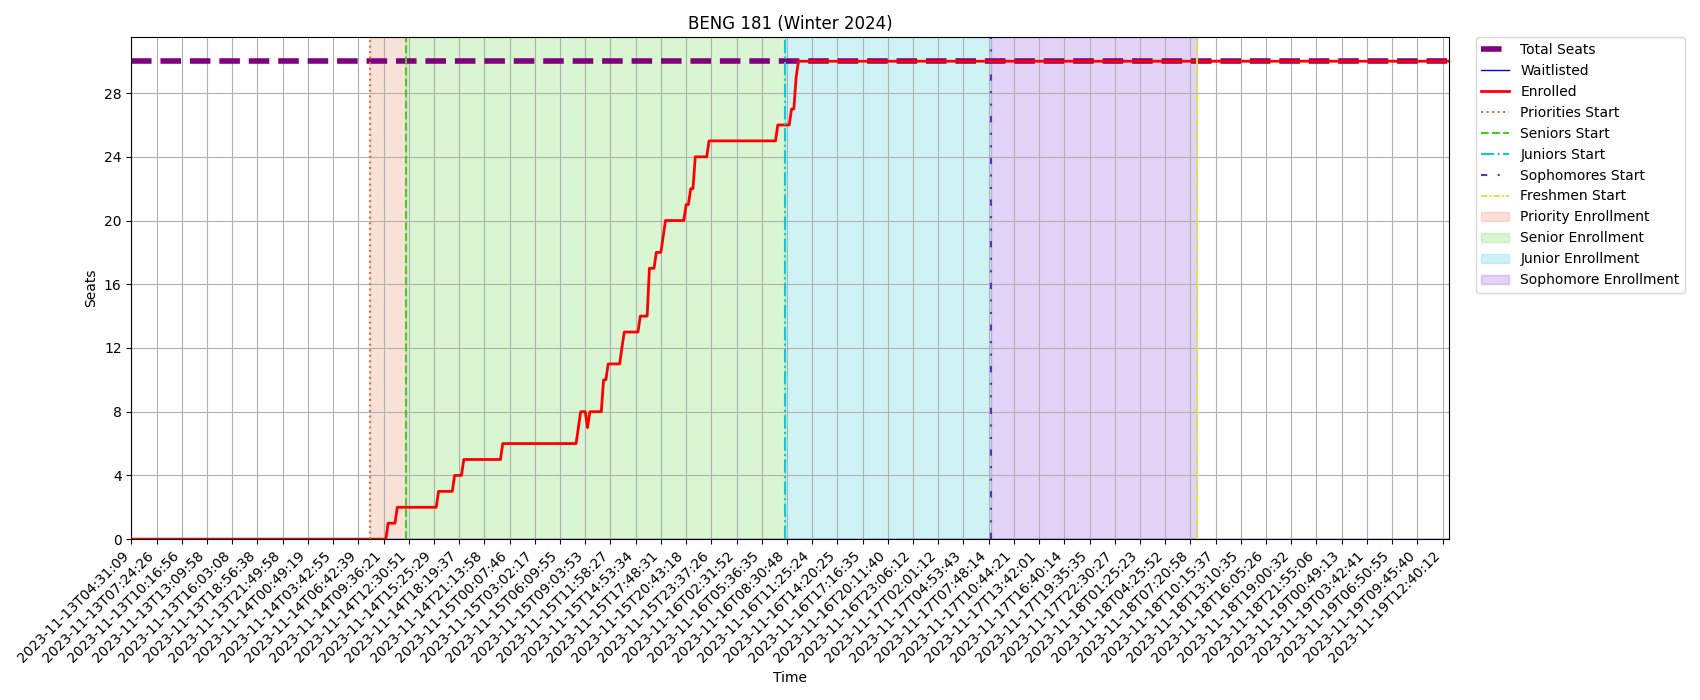 BENG 181 (Winter 2024)
Seats
28
24
20
16
12
8
4
0
2023-11-13T04:31:09
2023-11-13T07:24:26
2023-11-13T10:16:56
2023-11-13T13:09:58
2023-11-13T16:03:08
2023-11-13T18:56:38
2023-11-13T21:49:58
2023-11-14T00:49:19
2023-11-14T03:42:55
2023-11-14T06:42:39
2023-11-14T09:36:21
2023-11-14T12:30:51
2023-11-14T15:25:29
2023-11-14T18:19:37
2023-11-14T21:13:58
2023-11-15T00:07:46
2023-11-15T03:02:17
2023-11-15T06:09:55
2023-11-15T09:03:53
2023-11-15T11:58:27
2023-11-15T14:53:34
2023-11-15T17:48:31
2023-11-15T20:43:18
2023-11-15T23:37:26
2023-11-16T02:31:52
2023-11-16T05:36:35
2023-11-16T08:30:48
2023-11-16T11:25:24
2023-11-16T14:20:25
2023-11-16T17:16:35
2023-11-16T20:11:40
2023-11-16T23:06:12
2023-11-17T02:01:12
2023-11-17T04:53:43
2023-11-17T07:48:14
2023-11-17T10:44:21
2023-11-17T13:42:01
2023-11-17T16:40:14
2023-11-17T19:35:35
2023-11-17T22:30:27
2023-11-18T01:25:23
2023-11-18T04:25:52
2023-11-18T07:20:58
2023-11-18T10:15:37
2023-11-18T13:10:35
2023-11-18T16:05:26
2023-11-18T19:00:32
2023-11-18T21:55:06
2023-11-19T00:49:13
2023-11-19T03:42:41
2023-11-19T06:50:55
2023-11-19T09:45:40
2023-11-19T12:40:12
Time
Total Seats
Waitlisted
Enrolled
Priorities Start
Seniors Start
Juniors Start
Sophomores Start
Freshmen Start
Priority Enrollment
Senior Enrollment
Junior Enrollment
Sophomore Enrollment